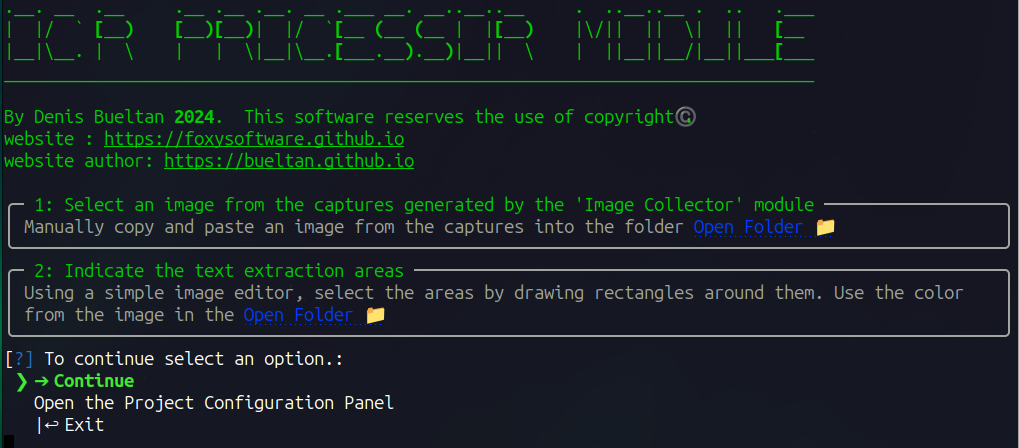 OCR PROCESSOR MODULE
By Denis Bueltan 2024. This software reserves the use of copyright©
website : https://foxysoftware.github.io
website author: https://bueltan.github.io
1: Select an image from the captures generated by the 'Image Collector' module
Manually copy and paste an image from the captures into the folder Open Folder 📁
2: Indicate the text extraction areas
Using a simple image editor, select the areas by drawing rectangles around them. Use the color
from the image in the Open Folder 📁
[?] To continue select an option.:
❯ ➔ Continue
Open the Project Configuration Panel
|↩ Exit